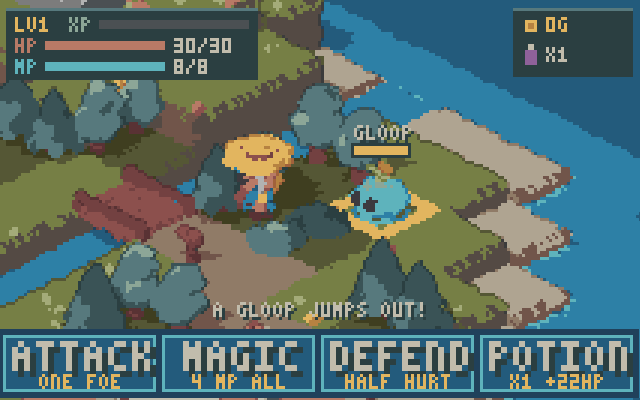 LV1 XP
HP 30/30
MP 8/8
0G
X1
GLOOP
A GLOOP JUMPS OUT!
ATTACK
ONE FOE
MAGIC
4 MP ALL
DEFEND
HALF HURT
POTION
X1 +22HP